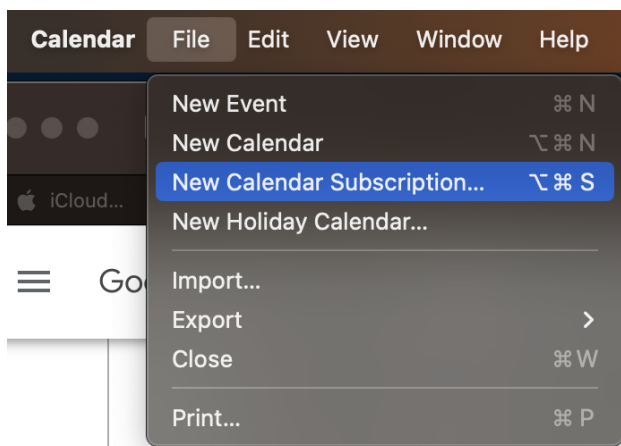 Calendar File Edit View Window Help
New Event ⌘ N
New Calendar ⌥ ⌘ N
New Calendar Subscription... ⌥ ⌘ S
iCloud...
New Holiday Calendar...
Import...
Export
Close ⌘ W
Print... ⌘ P